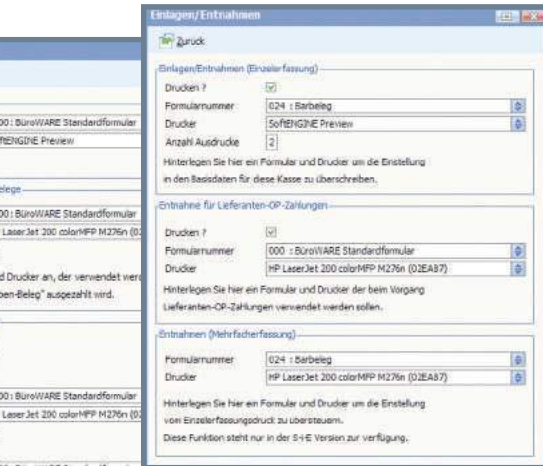 00 : BüroWARE Standardformular
ftENGINE Preview
elege
00 : BüroWARE Standardformular
LaserJet 200 colorMFP M276n (02
d Drucker an, der verwendet werd
ben-Beleg" ausgezahlt wird.
00 : BüroWARE Standardformular
LaserJet 200 colorMFP M276n (02
Einlagen/Entnahmen
Zurück
Einlagen/Entnahmen (Einzelerfassung)
Drucken ?
Formularnummer 024 : Barbeleg
Drucker SoftENGINE Preview
Anzahl Ausdrucke 2
Hinterlegen Sie hier ein Formular und Drucker um die Einstellung
in den Basisdaten für diese Kasse zu überschreiben.
Entnahme für Lieferanten-OP-Zahlungen
Drucken ?
Formularnummer 000 : BüroWARE Standardformular
Drucker HP LaserJet 200 colorMFP M276n (02EA87)
Hinterlegen Sie hier ein Formular und Drucker der beim Vorgang
Lieferanten-OP-Zahlungen verwendet werden sollen.
Entnahmen (Mehrfacherfassung)
Formularnummer 024 : Barbeleg
Drucker HP LaserJet 200 colorMFP M276n (02EA87)
Hinterlegen Sie hier ein Formular und Drucker um die Einstellung
vom Einzelerfassungsdruck zu übersteuern.
Diese Funktion steht nur in der S-i-E Version zur verfügung.